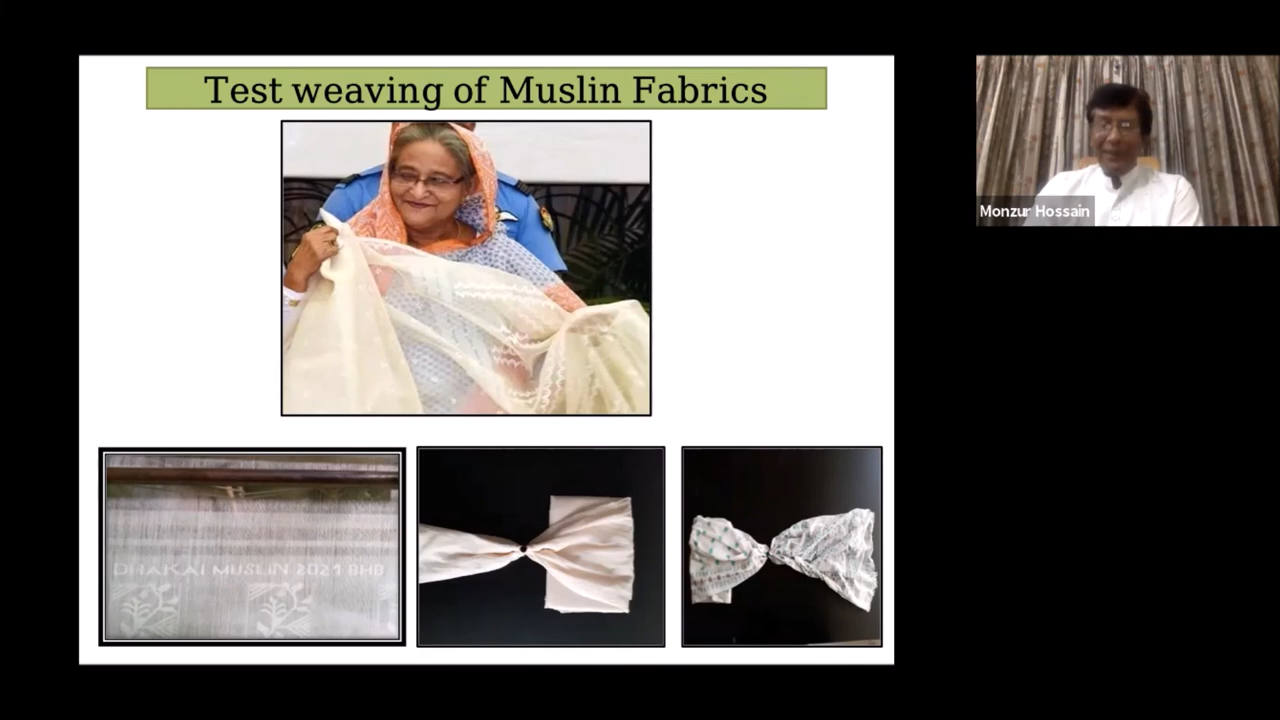 Test weaving of Muslin Fabrics
Monzur Hossain
DHAKAI MUSLIN 2021 BHB